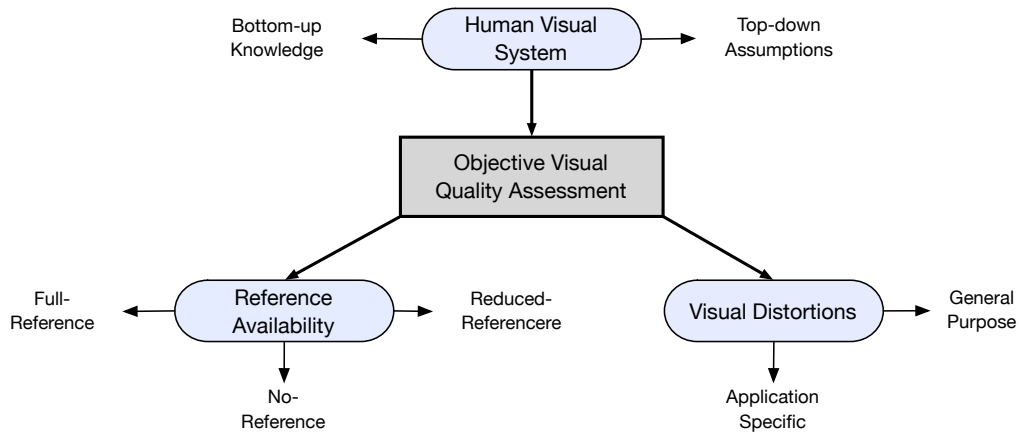 Bottom-up
Knowledge
Human Visual
System
Top-down
Assumptions
Objective Visual
Quality Assessment
Full-
Reference
Reference
Availability
Reduced-
Referencere
Visual Distortions
General
Purpose
No-
Reference
Application
Specific